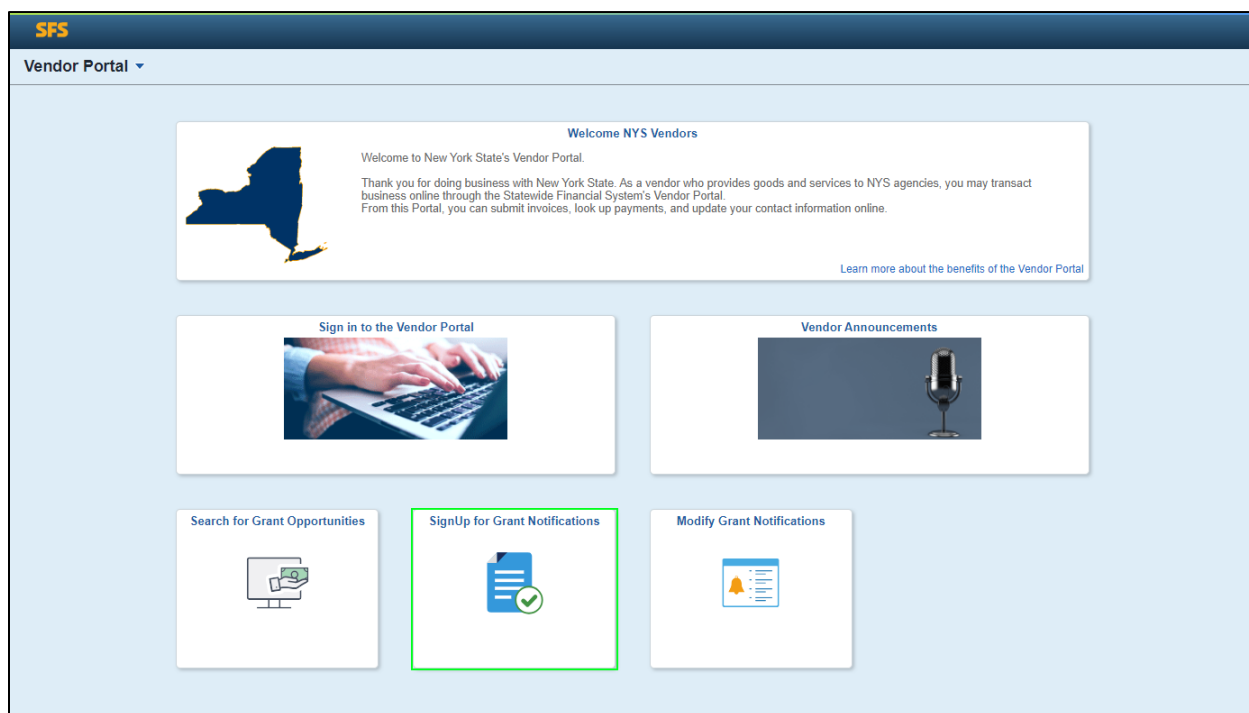 SFS
Vendor Portal
Welcome NYS Vendors
Welcome to New York State's Vendor Portal.
Thank you for doing business with New York State. As a vendor who provides goods and services to NYS agencies, you may transact
business online through the Statewide Financial System's Vendor Portal.
From this Portal, you can submit invoices, look up payments, and update your contact information online.
Learn more about the benefits of the Vendor Portal
Sign in to the Vendor Portal
Vendor Announcements
Search for Grant Opportunities
SignUp for Grant Notifications
Modify Grant Notifications